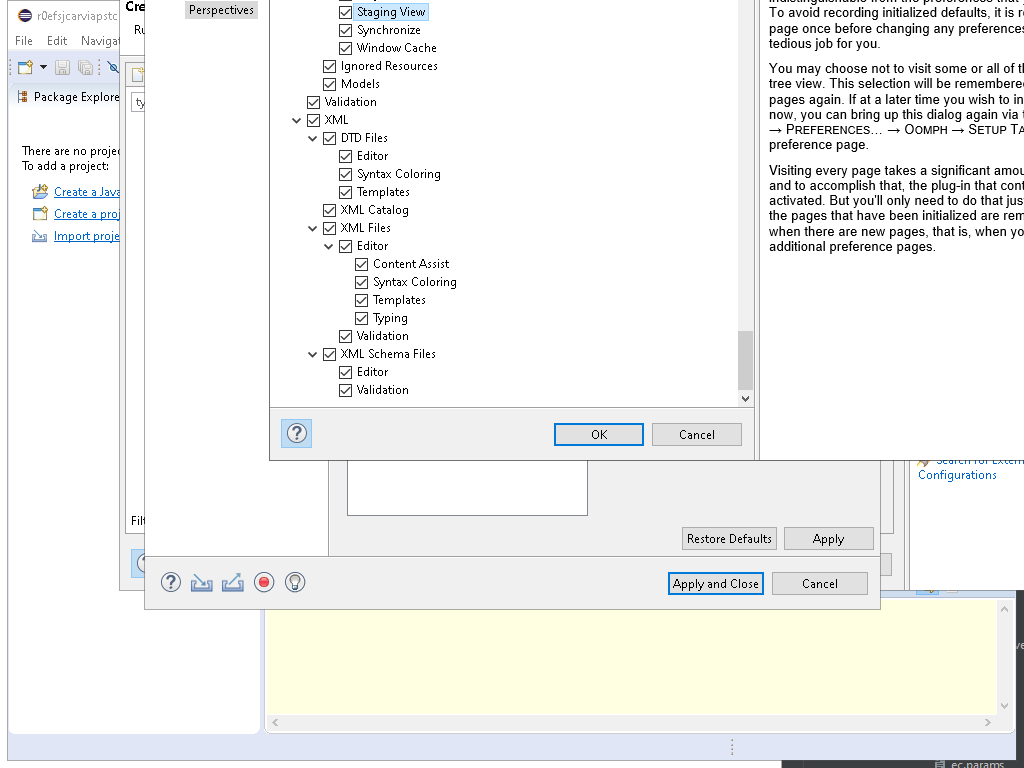 r0efsjcarviapstc
File Edit Navigat
Package Explore
There are no projec
To add a project:
Create a Java
Create a proj
Import proje
Cre
Ru
ty
Filt
Perspectives
Staging View
Synchronize
Window Cache
Ignored Resources
Models
Validation
XML
DTD Files
Editor
Syntax Coloring
Templates
XML Catalog
XML Files
Editor
Content Assist
Syntax Coloring
Templates
Typing
Validation
XML Schema Files
Editor
Validation
OK Cancel
To avoid recording initialized defaults, it is r
page once before changing any preferences
tedious job for you.
You may choose not to visit some or all of th
tree view. This selection will be remembered
pages again. If at a later time you wish to in
now, you can bring up this dialog again via t
→ PREFERENCES... → OOMPH → SETUP TA
preference page.
Visiting every page takes a significant amou
and to accomplish that, the plug-in that cont
activated. But you'll only need to do that jus
the pages that have been initialized are rem
when there are new pages, that is, when yo
additional preference pages.
Search for Extern
Configurations
Restore Defaults Apply
Apply and Close Cancel
ve
ec.params